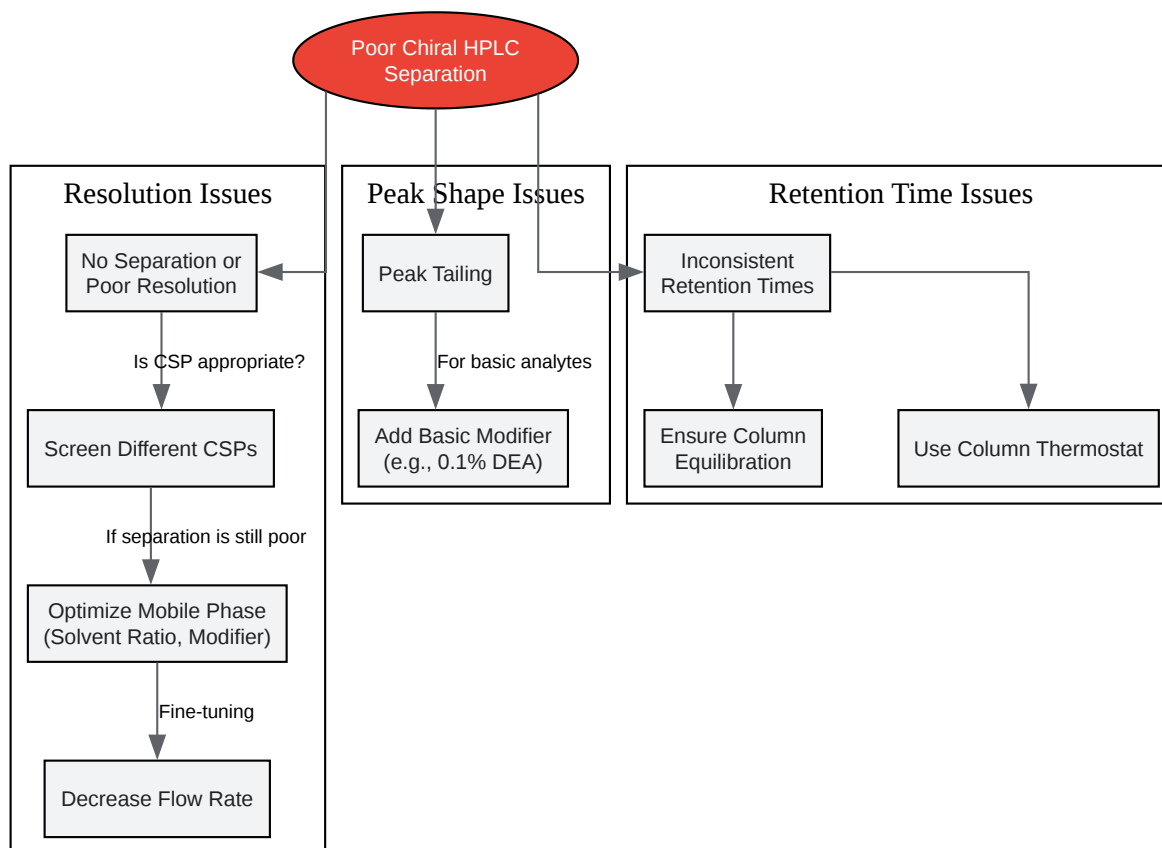 Poor Chiral HPLC
Separation
Resolution Issues
No Separation or
Poor Resolution
Is CSP appropriate?
Screen Different CSPs
If separation is still poor
Optimize Mobile Phase
(Solvent Ratio, Modifier)
Fine-tuning
Decrease Flow Rate
Peak Shape Issues
Peak Tailing
For basic analytes
Add Basic Modifier
(e.g., 0.1% DEA)
Retention Time Issues
Inconsistent
Retention Times
Ensure Column
Equilibration
Use Column Thermostat